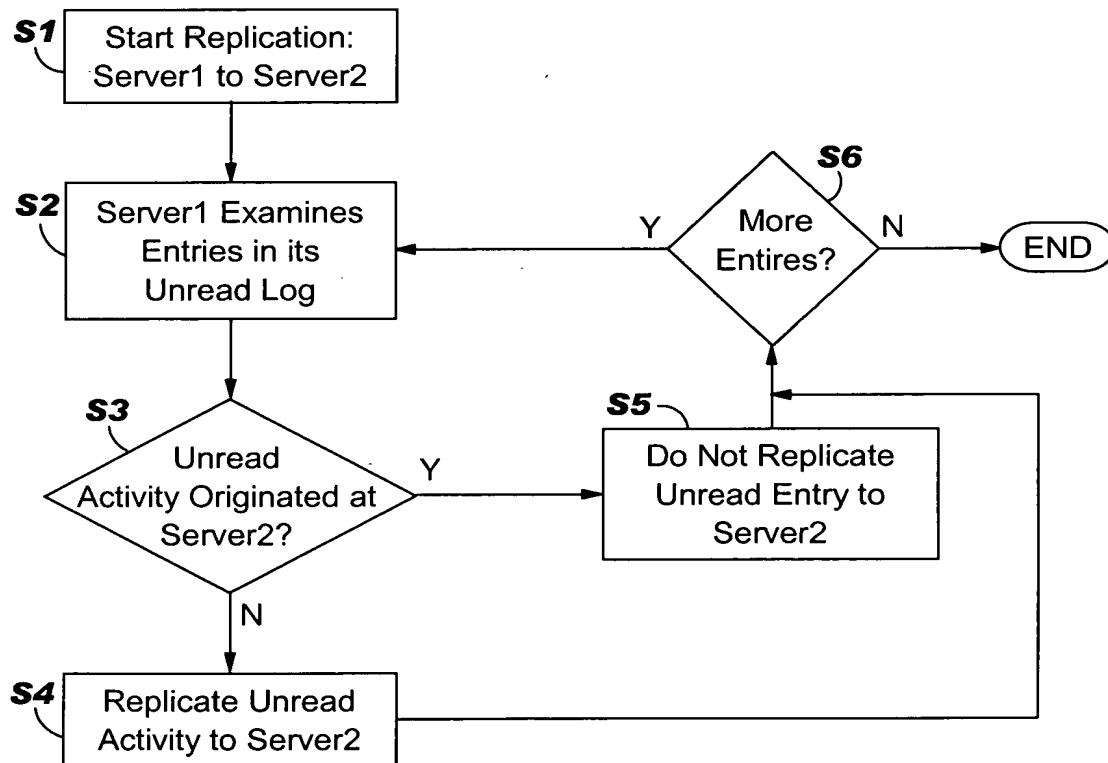 S1
Start Replication:
Server1 to Server2
S2
Server1 Examines
Entries in its
Unread Log
S3
Unread
Activity Originated at
Server2?
Y
N
S4
Replicate Unread
Activity to Server2
S5
Do Not Replicate
Unread Entry to
Server2
S6
More
Entires?
Y
N
END